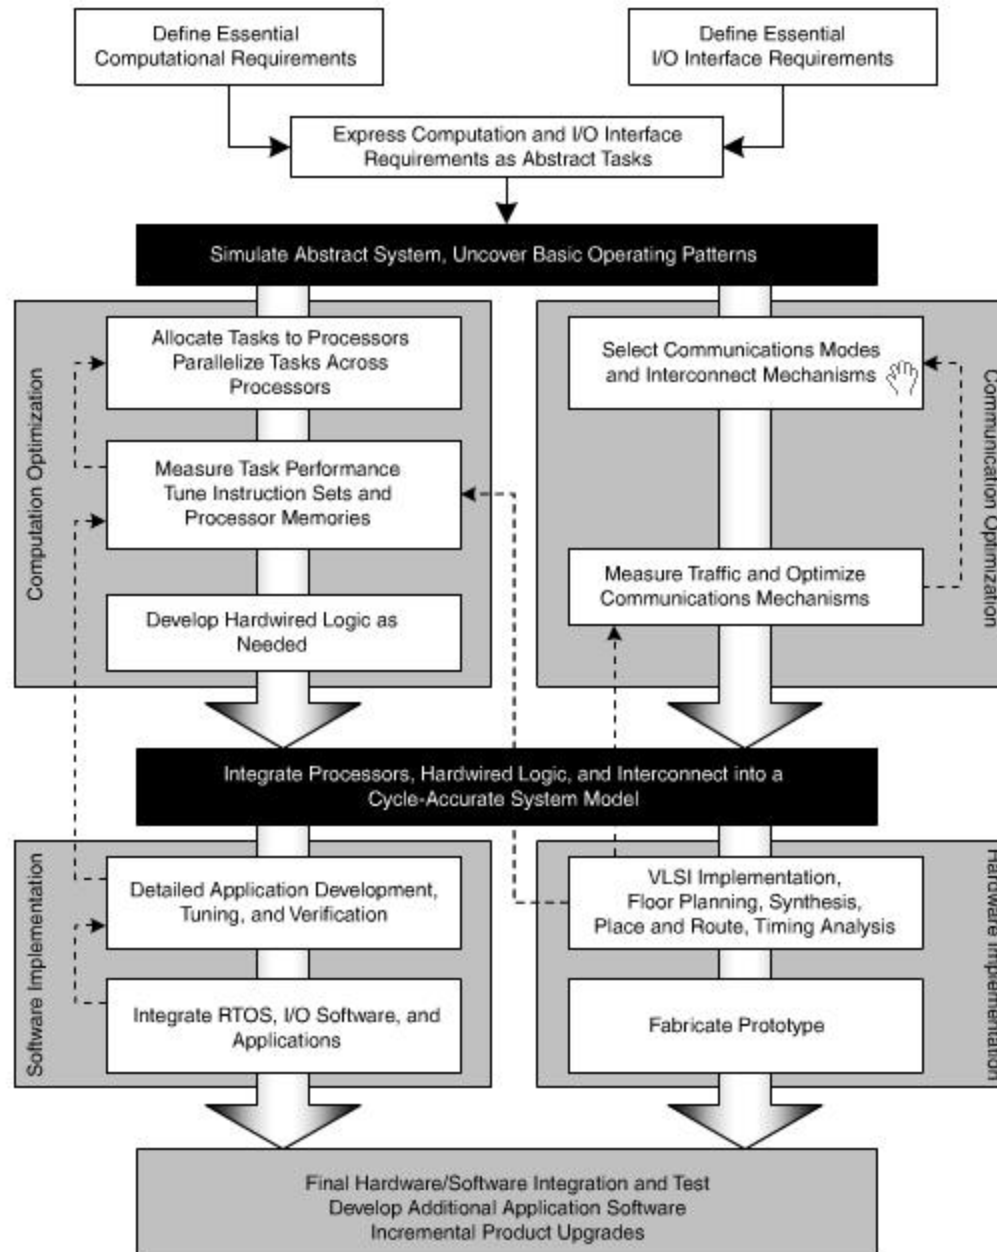 Define Essential
Computational Requirements
Define Essential
I/O Interface Requirements
Express Computation and I/O Interface
Requirements as Abstract Tasks
Simulate Abstract System, Uncover Basic Operating Patterns
Computation Optimization
Allocate Tasks to Processors
Parallelize Tasks Across
Processors
Measure Task Performance
Tune Instruction Sets and
Processor Memories
Develop Hardwired Logic as
Needed
Select Communications Modes
and Interconnect Mechanisms
Measure Traffic and Optimize
Communications Mechanisms
Communication Optimization
Integrate Processors, Hardwired Logic, and Interconnect into a
Cycle-Accurate System Model
Software Implementation
Detailed Application Development,
Tuning, and Verification
Integrate RTOS, I/O Software, and
Applications
VLSI Implementation,
Floor Planning, Synthesis,
Place and Route, Timing Analysis
Fabricate Prototype
Hardware Implementation
Final Hardware/Software Integration and Test
Develop Additional Application Software
Incremental Product Upgrades